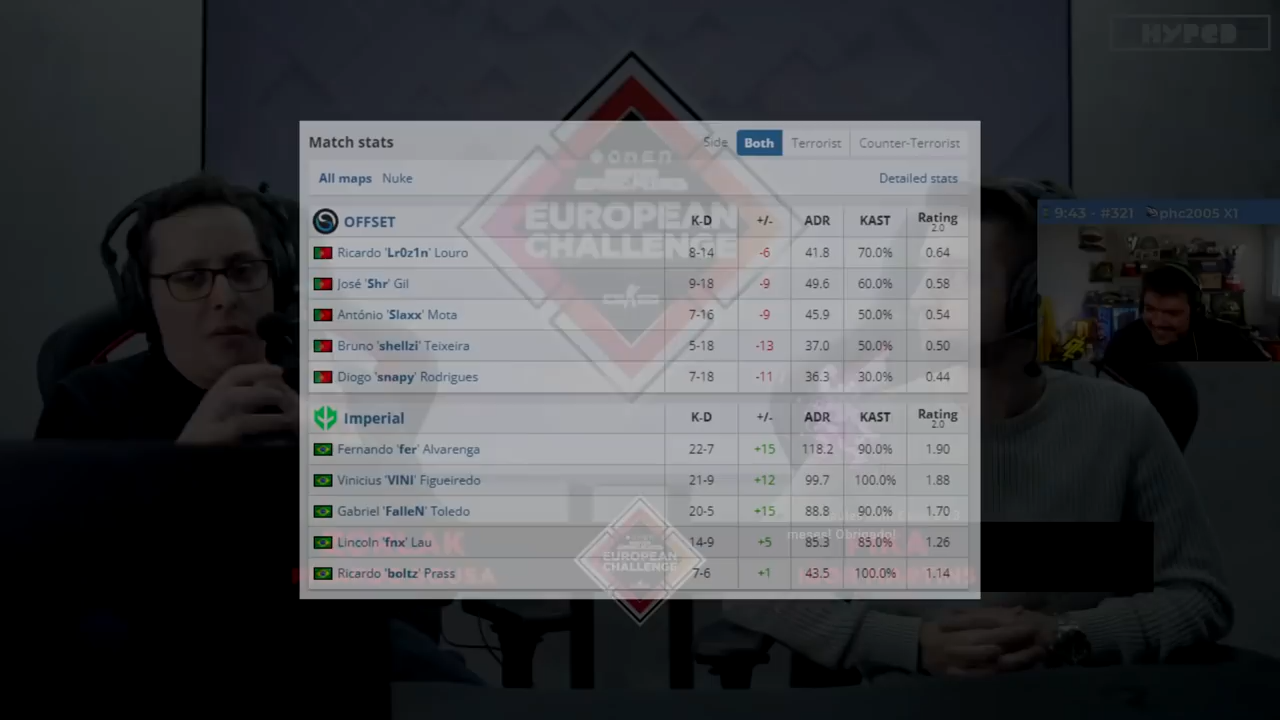 HYPED
Match stats
Side Both Terrorist Counter-Terrorist
All maps Nuke Detailed stats
9:43 - #321 phc2005 X1
OFFSET K-D +/- ADR KAST Rating 2.0
Ricardo 'Lr0z1n' Louro 8-14 -6 41.8 70.0% 0.64
José 'Shr' Gil 9-18 -9 49.6 60.0% 0.58
António 'Slaxx' Mota 7-16 -9 45.9 50.0% 0.54
Bruno 'shellzi' Teixeira 5-18 -13 37.0 50.0% 0.50
Diogo 'snapy' Rodrigues 7-18 -11 36.3 30.0% 0.44
Imperial K-D +/- ADR KAST Rating 2.0
Fernando 'fer' Alvarenga 22-7 +15 118.2 90.0% 1.90
Vinicius 'VINI' Figueiredo 21-9 +12 99.7 100.0% 1.88
Gabriel 'FalleN' Toledo 20-5 +15 88.8 90.0% 1.70
Lincoln 'fnx' Lau 14-9 +5 85.3 85.0% 1.26
Ricardo 'boltz' Prass 7-6 +1 43.5 100.0% 1.14
EUROPEAN
CHALLENGE
EUROPEAN
CHALLENGE
Obrigado!